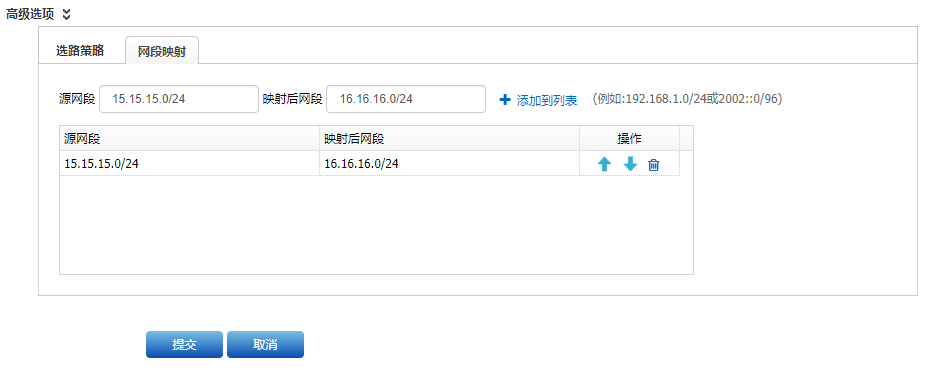 高级选项
选路策略 网段映射
源网段 15.15.15.0/24 映射后网段 16.16.16.0/24 添加到列表 (例如:192.168.1.0/24或2002::0/96)
源网段 映射后网段 操作
15.15.15.0/24 16.16.16.0/24
提交 取消